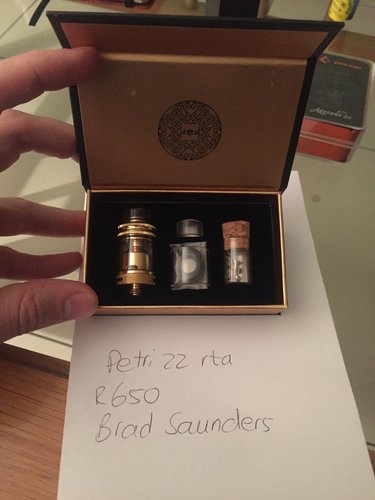 Petri 22 rta
R650
Brad Saunders